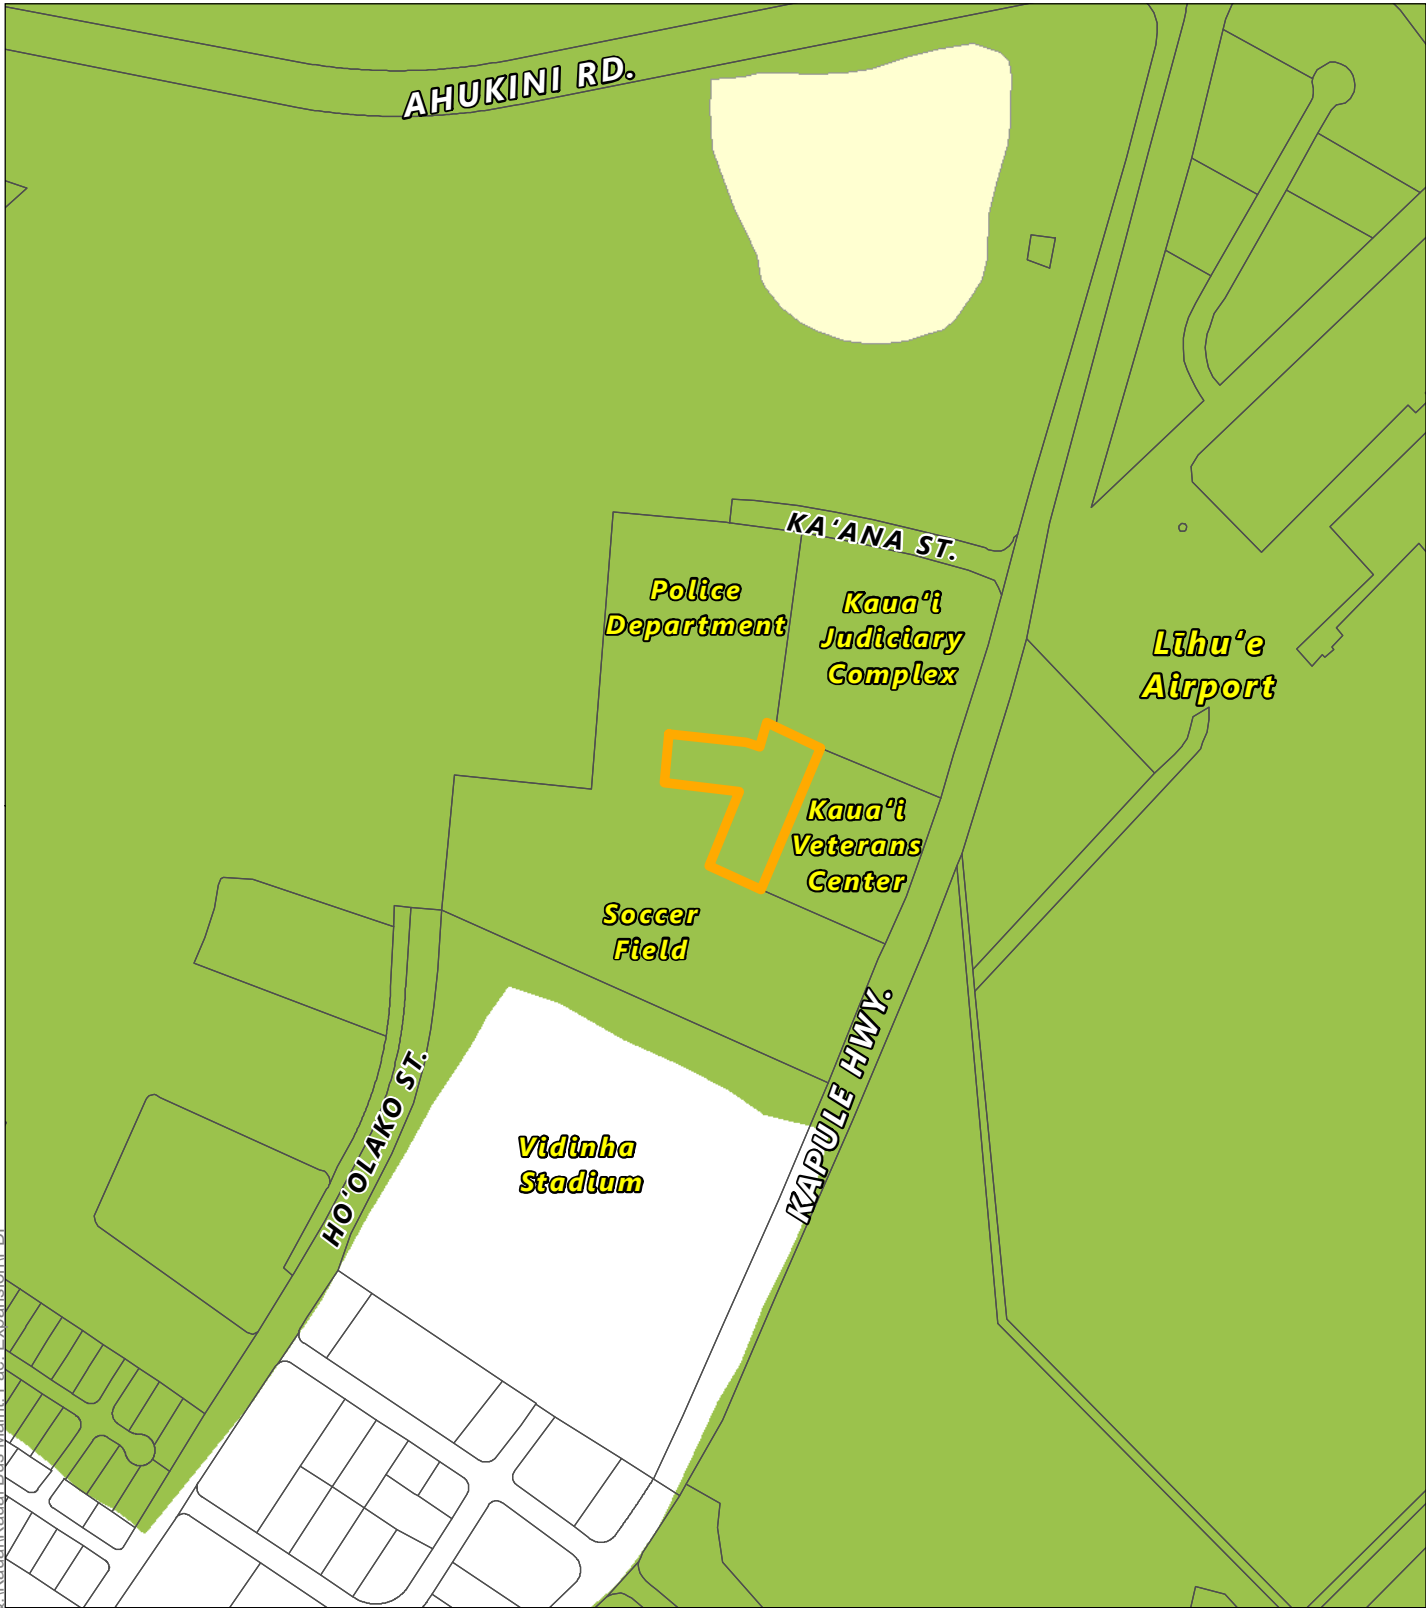 AHUKINI RD.
KAʻANA ST.
Police
Department
Kauaʻi
Judiciary
Complex
Līhuʻe
Airport
Kauaʻi
Veterans
Center
Soccer
Field
KAPULE HWY.
HOʻOLAKO ST.
Vidinha
Stadium